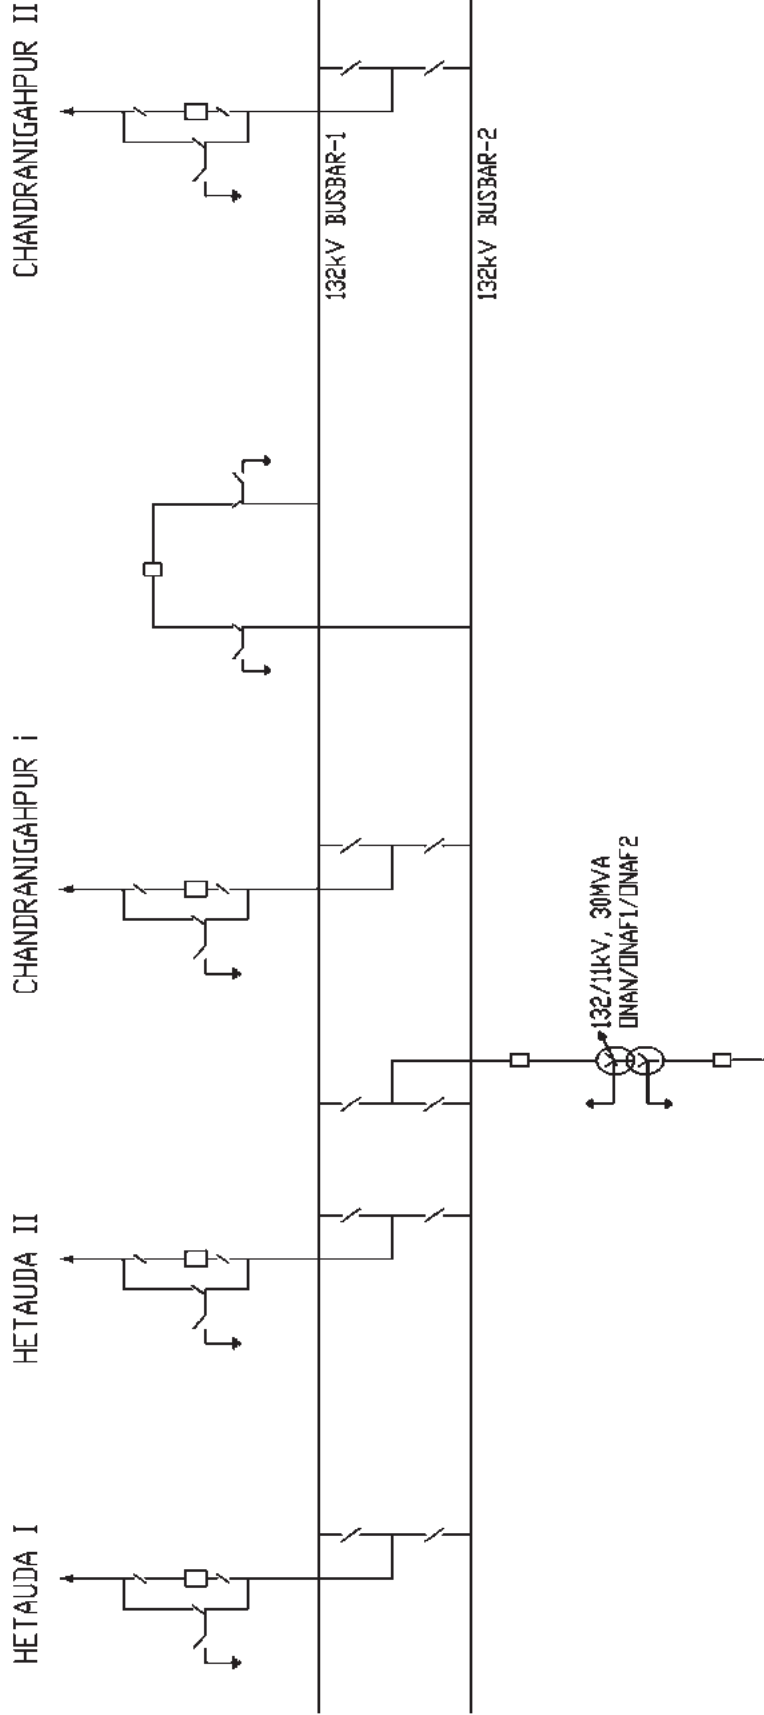 HETAUDA I
HETAUDA II
CHANDRANIGAHPUR i
CHANDRANIGAHPUR II
132kV BUSBAR-1
132kV BUSBAR-2
132/11kV, 30MVA
ONAN/ONAF1/ONAF2